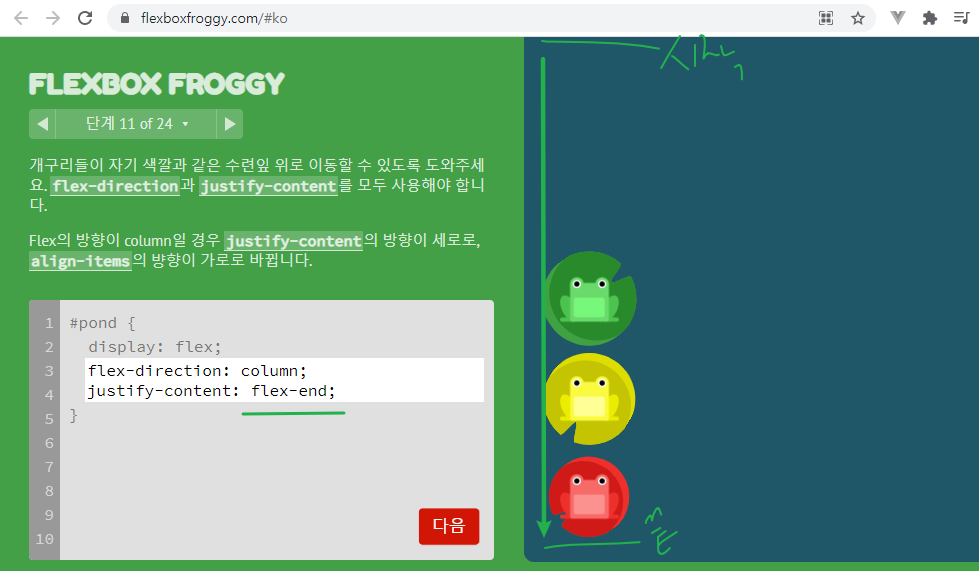 flexboxfroggy.com/#ko
FLEXBOX FROGGY
단계 11 of 24
개구리들이 자기 색깔과 같은 수련잎 위로 이동할 수 있도록 도와주세
요. flex-direction과 justify-content를 모두 사용해야 합니
다.
Flex의 방향이 column일 경우 justify-content의 방향이 세로로,
align-items의 뱡향이 가로로 바뀝니다.
1 #pond {
2 display: flex;
3 flex-direction: column;
4 justify-content: flex-end;
5 }
6
7
8
9
10
다음